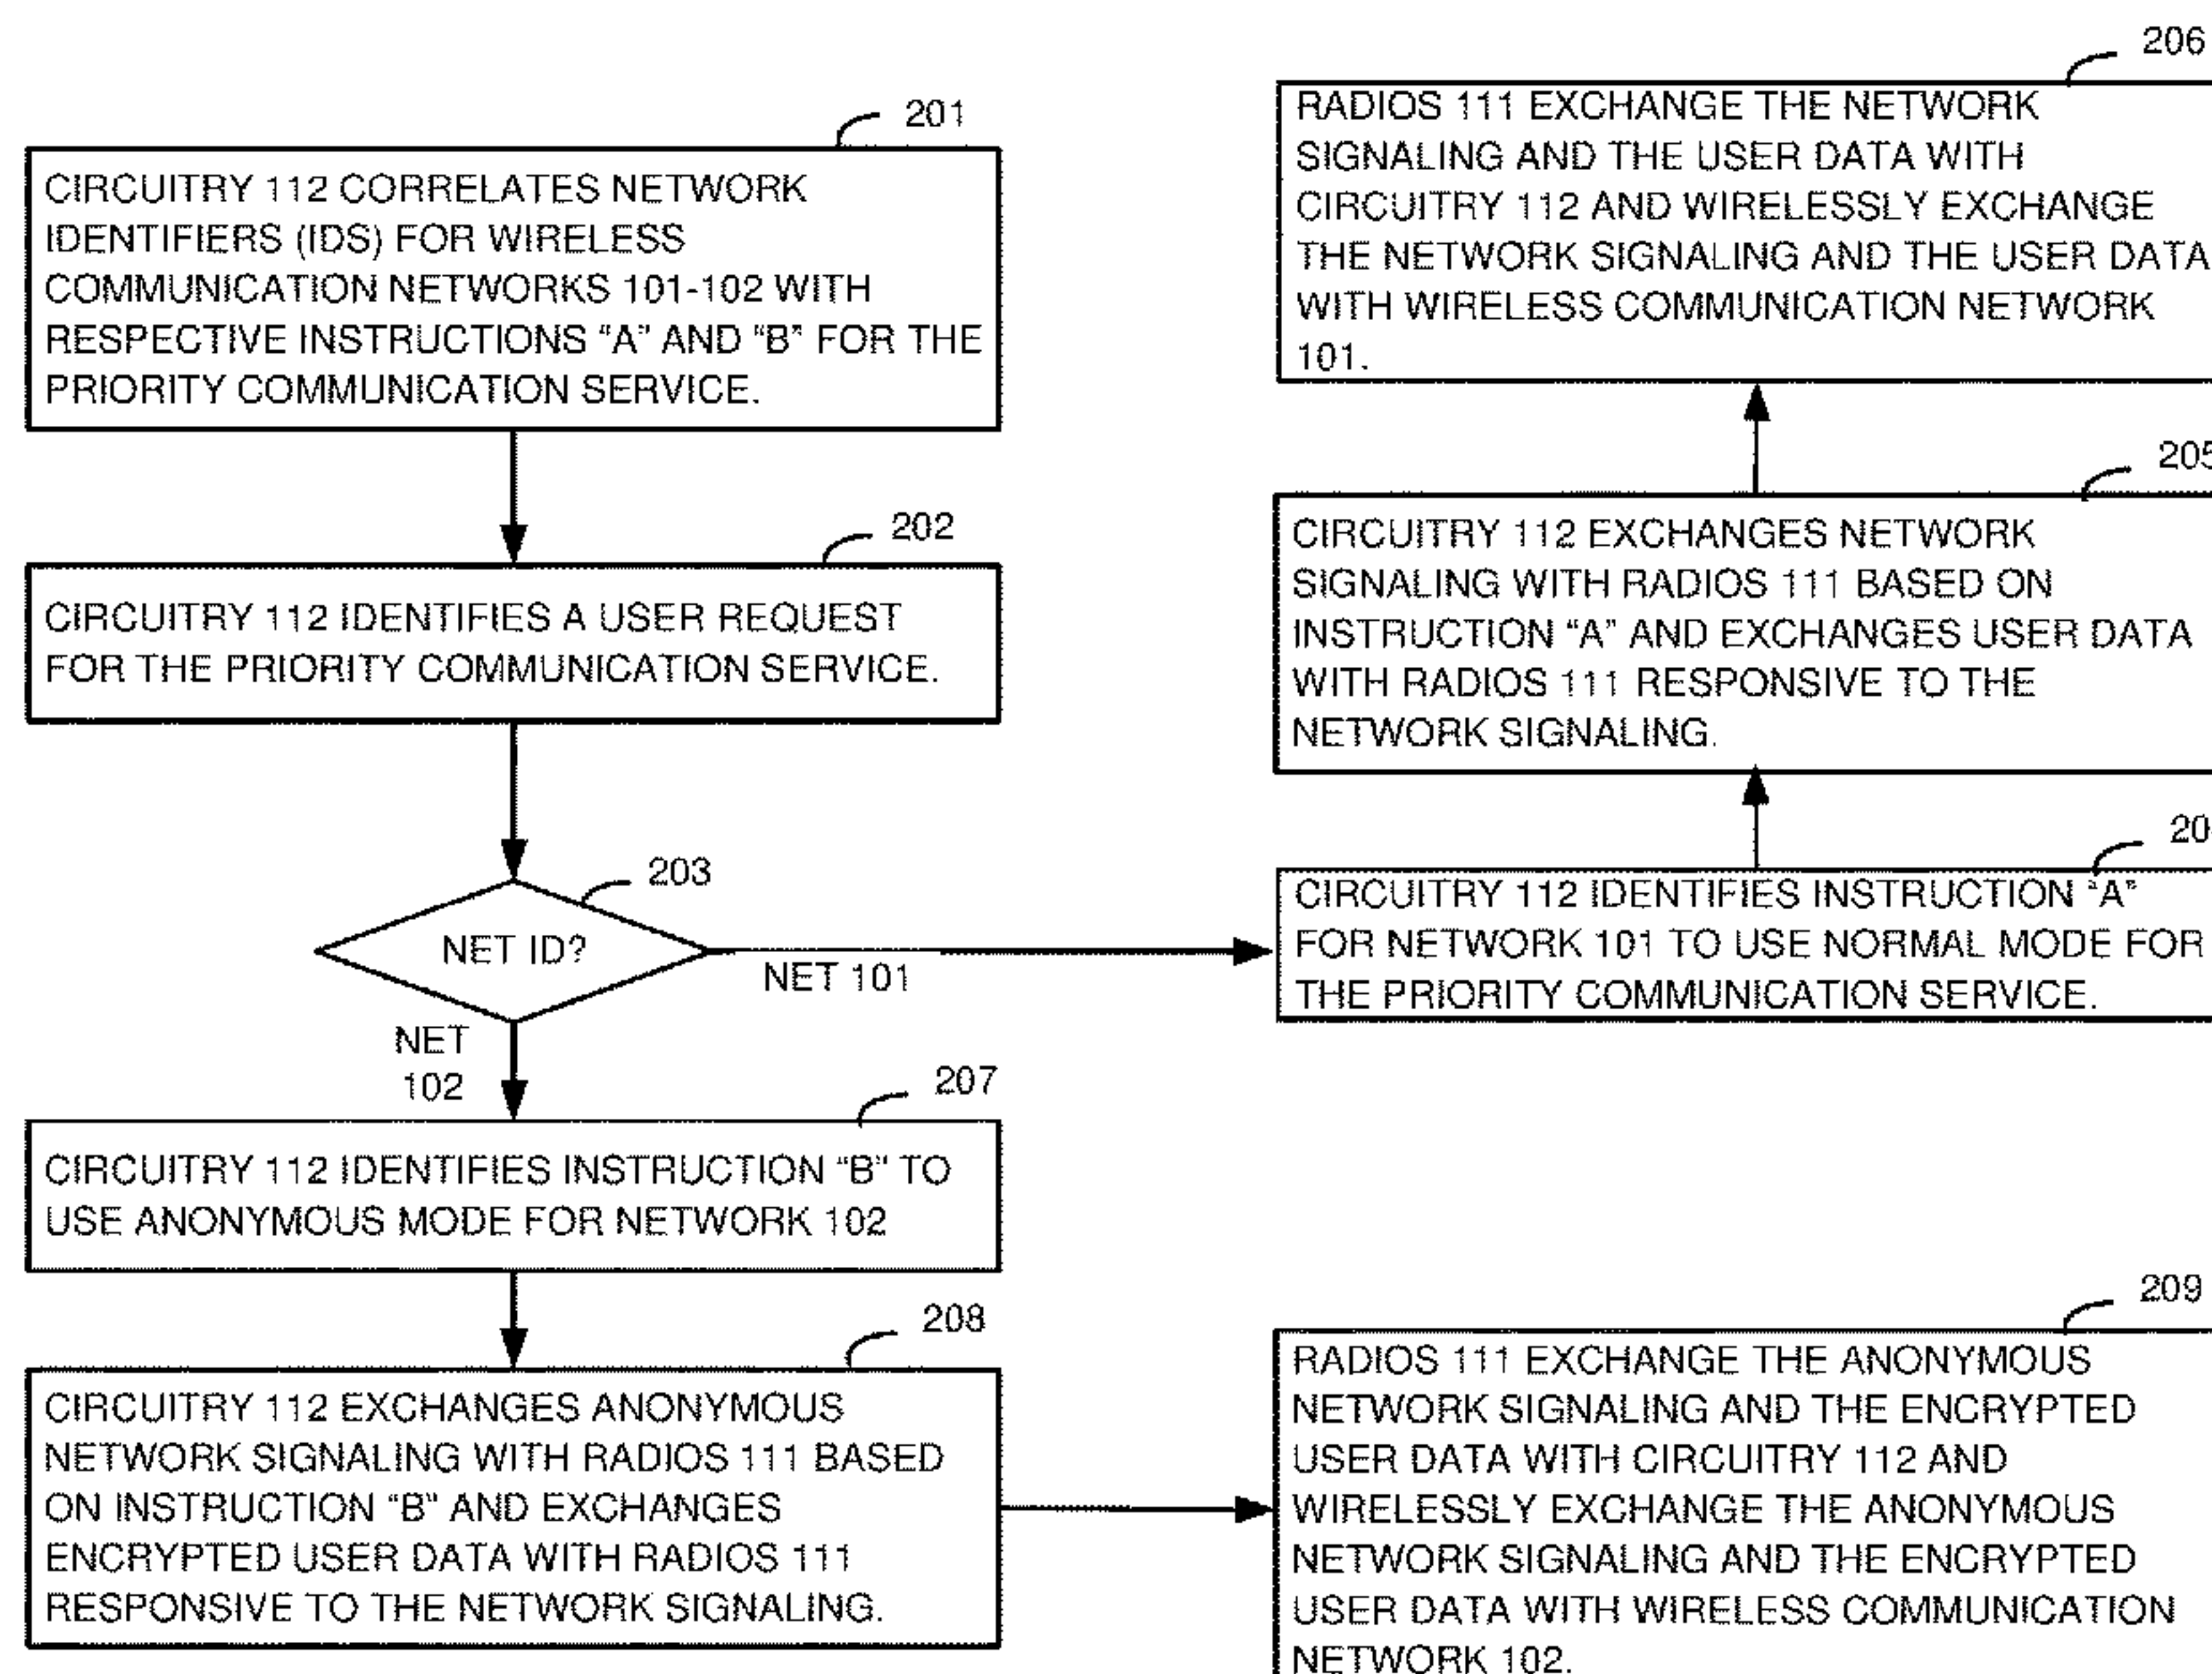 201
CIRCUITRY 112 CORRELATES NETWORK
IDENTIFIERS (IDS) FOR WIRELESS
COMMUNICATION NETWORKS 101-102 WITH
RESPECTIVE INSTRUCTIONS “A” AND “B” FOR THE
PRIORITY COMMUNICATION SERVICE.
202
CIRCUITRY 112 IDENTIFIES A USER REQUEST
FOR THE PRIORITY COMMUNICATION SERVICE.
203
NET ID?
NET 101
NET
102
207
CIRCUITRY 112 IDENTIFIES INSTRUCTION “B” TO
USE ANONYMOUS MODE FOR NETWORK 102
208
CIRCUITRY 112 EXCHANGES ANONYMOUS
NETWORK SIGNALING WITH RADIOS 111 BASED
ON INSTRUCTION “B” AND EXCHANGES
ENCRYPTED USER DATA WITH RADIOS 111
RESPONSIVE TO THE NETWORK SIGNALING.
206
RADIOS 111 EXCHANGE THE NETWORK
SIGNALING AND THE USER DATA WITH
CIRCUITRY 112 AND WIRELESSLY EXCHANGE
THE NETWORK SIGNALING AND THE USER DATA
WITH WIRELESS COMMUNICATION NETWORK
101.
205
CIRCUITRY 112 EXCHANGES NETWORK
SIGNALING WITH RADIOS 111 BASED ON
INSTRUCTION “A” AND EXCHANGES USER DATA
WITH RADIOS 111 RESPONSIVE TO THE
NETWORK SIGNALING.
CIRCUITRY 112 IDENTIFIES INSTRUCTION “A”
FOR NETWORK 101 TO USE NORMAL MODE FOR
THE PRIORITY COMMUNICATION SERVICE.
209
RADIOS 111 EXCHANGE THE ANONYMOUS
NETWORK SIGNALING AND THE ENCRYPTED
USER DATA WITH CIRCUITRY 112 AND
WIRELESSLY EXCHANGE THE ANONYMOUS
NETWORK SIGNALING AND THE ENCRYPTED
USER DATA WITH WIRELESS COMMUNICATION
NETWORK 102.